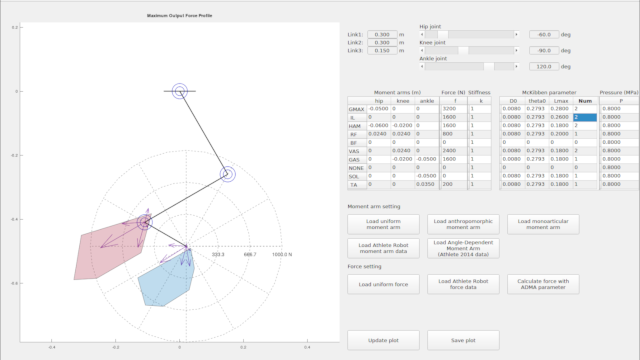 Maximum Output Force Profile
0.2
0
0.2
0.4
0.6
-0.4
-0.2
0
0.2
0.4
333.3
666.7
1000.0 N
Hip joint
Link1: 0.300 m
-60.0 deg
Knee joint
Link2: 0.300 m
-90.0 deg
Link3: 0.150 m
Ankle joint
120.0 deg
Moment arms (m) Force (N) Stiffness
hip knee ankle f k
GMAX -0.0500 0 0 3200 1
IL 0 0 1600 1
HAM -0.0600 -0.0200 0 1600 1
RF 0.0240 0.0240 0 800 1
BF 0 0 0 0 1
VAS 0 0.0240 0 2400 1
GAS 0 -0.0200 -0.0500 1600 1
NONE 0 0 0 0 1
SOL 0 0 -0.0500 0 1
TA 0 0 0.0350 200 1
McKibben parameter Pressure (MPa)
D0 (theta0) Lmax Num P
0.0080 0.2793 0.1800 2 0.8000
0.0080 0.2793 0.2600 2 0.8000
0.0080 0.2793 0.1800 2 0.8000
0.0080 0.2793 0.2000 1 0.8000
0 0 0 0 0.8000
0.0080 0.2793 0.1800 2 0.8000
0.0080 0.2793 0.1800 2 0.8000
0 0 0 0 0.8000
0.0080 0.2793 0.1800 0 0.8000
0.0080 0.2793 0.1800 1 0.8000
Moment arm setting
Load uniform
moment arm
Load anthropomorphic
moment arm
Load monoarticular
moment arm
Load Athlete Robot
moment arm data
Load Angle-Dependent
Moment Arm
(Athlete 2014 data)
Force setting
Load uniform force
Load Athlete Robot
force data
Calculate force with
ADMA parameter
Update plot
Save plot